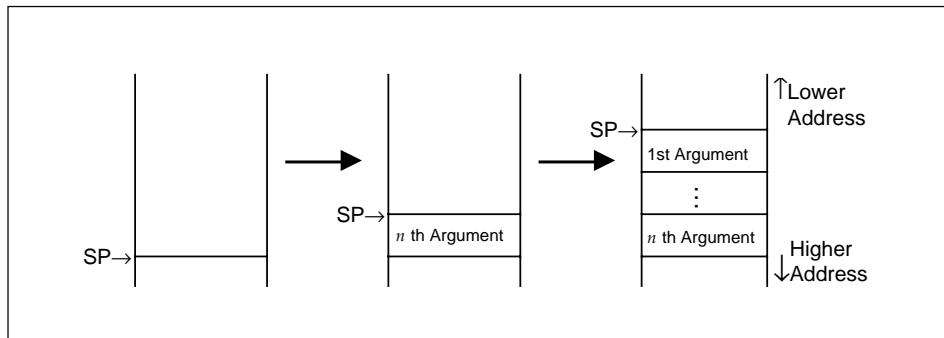 SP→
SP→
n th Argument
SP→
1st Argument
⋮
n th Argument
↑Lower
Address
Higher
↓Address